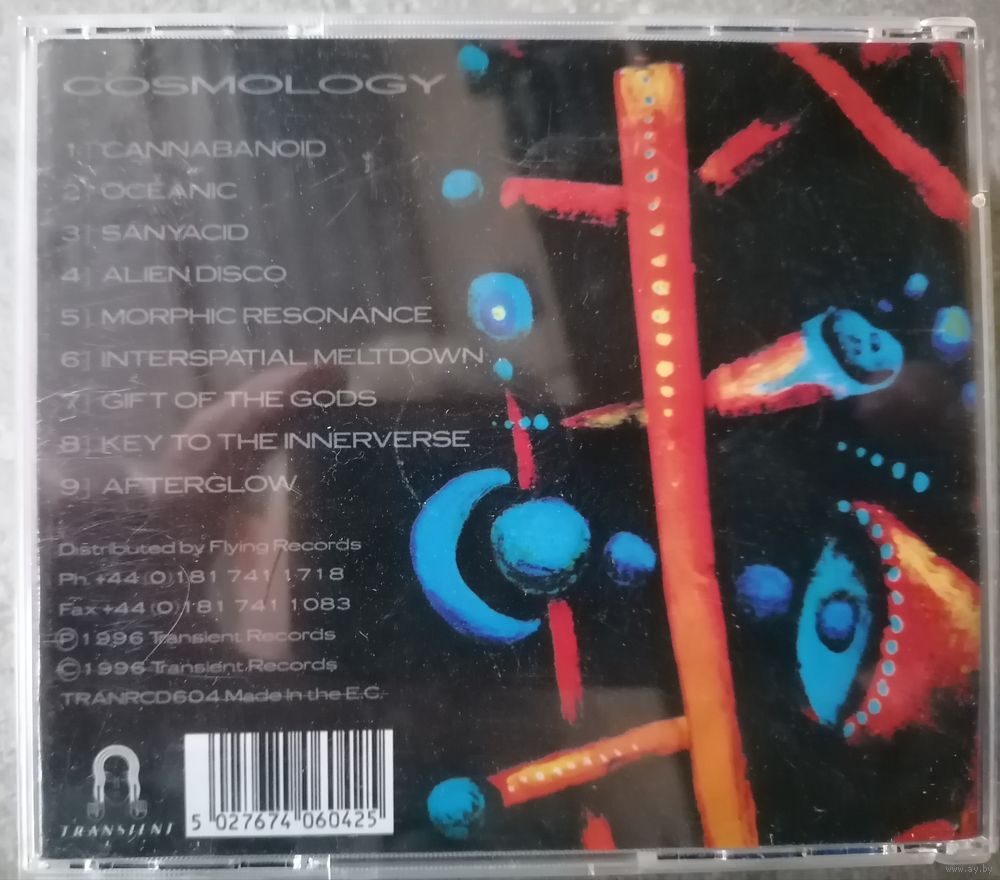 COSMOLOGY
1] CANNABANOID
2] OCEANIC
3] SANYACID
4] ALIEN DISCO
5] MORPHIC RESONANCE
6] INTERSPATIAL MELTDOWN
7] GIFT OF THE GODS
8] KEY TO THE INNERVERSE
9] AFTERGLOW
Distributed by Flying Records
Ph +44 (0) 181 741 1718
Fax +44 (0) 181 741 1083
℗ 1996 Transient Records
© 1996 Transient Records
TRANRCD604 Made in the E.C.
TRANSIENT
5 027674 060425
www.ay.by